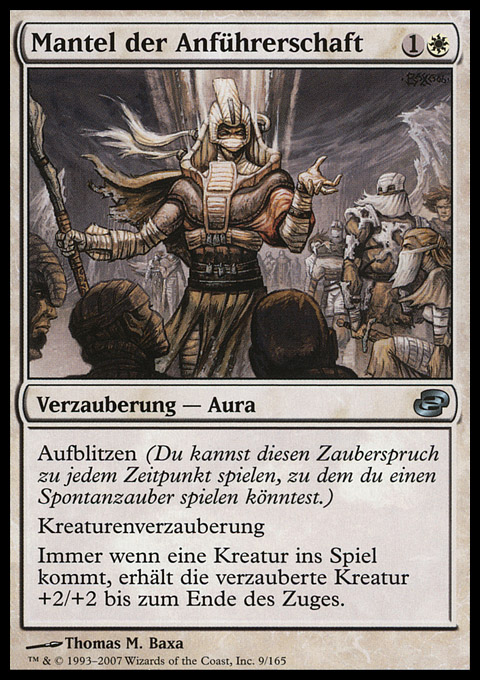 Mantel der Anführerschaft 1
Verzauberung — Aura
Aufblitzen (Du kannst diesen Zauberspruch
zu jedem Zeitpunkt spielen, zu dem du einen
Spontanzauber spielen könntest.)
Kreaturenverzauberung
Immer wenn eine Kreatur ins Spiel
kommt, erhält die verzauberte Kreatur
+2/+2 bis zum Ende des Zuges.
Thomas M. Baxa
™ & © 1993–2007 Wizards of the Coast, Inc. 9/165